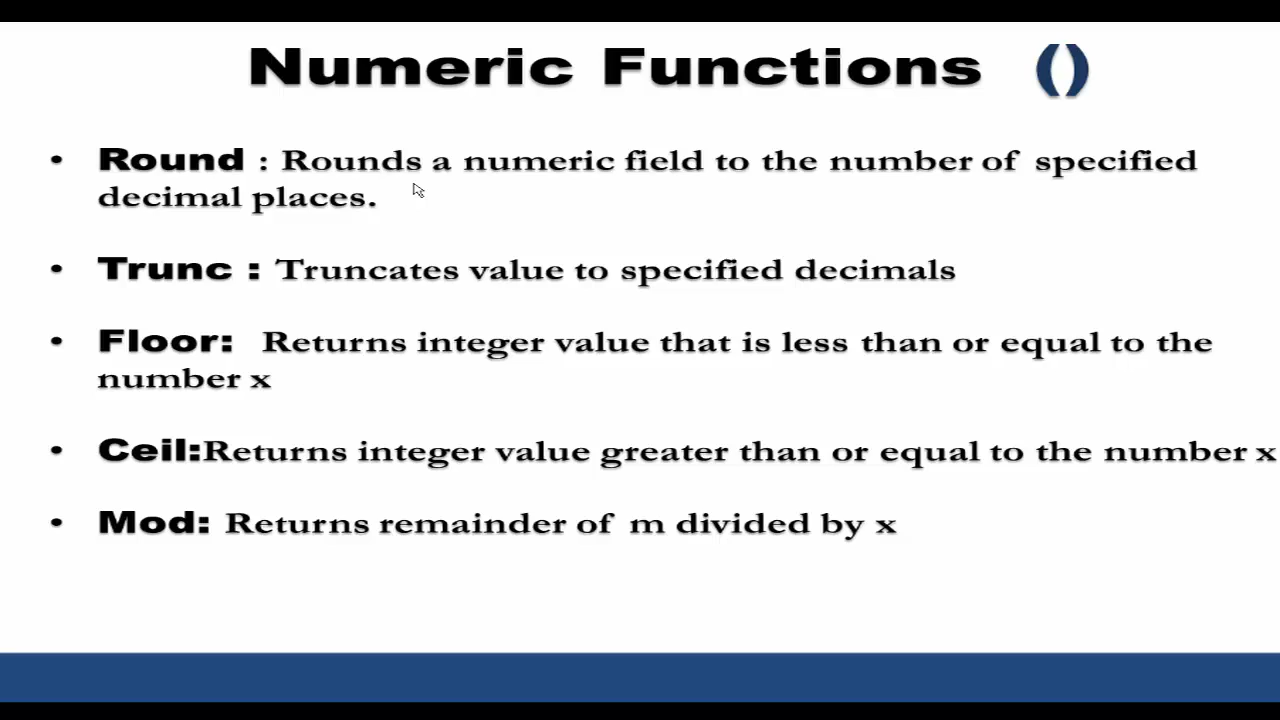 Numeric Functions ()
• Round : Rounds a numeric field to the number of specified
decimal places.
• Trunc : Truncates value to specified decimals
• Floor: Returns integer value that is less than or equal to the
number x
• Ceil:Returns integer value greater than or equal to the number x
• Mod: Returns remainder of m divided by x